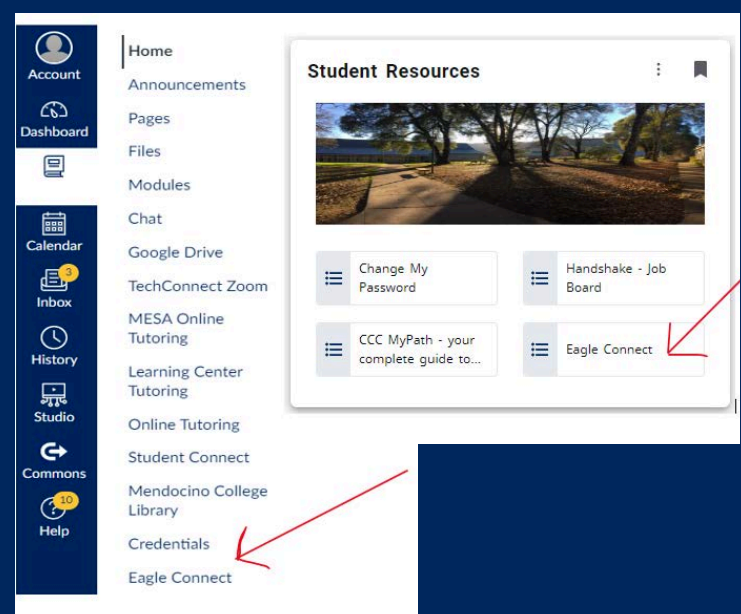 Account
Dashboard
Calendar
3
Inbox
History
Studio
Commons
10
Help
Home
Announcements
Pages
Files
Modules
Chat
Google Drive
TechConnect Zoom
MESA Online
Tutoring
Learning Center
Tutoring
Online Tutoring
Student Connect
Mendocino College
Library
Credentials
Eagle Connect
Student Resources
Change My
Password
Handshake - Job
Board
CCC MyPath - your
complete guide to...
Eagle Connect